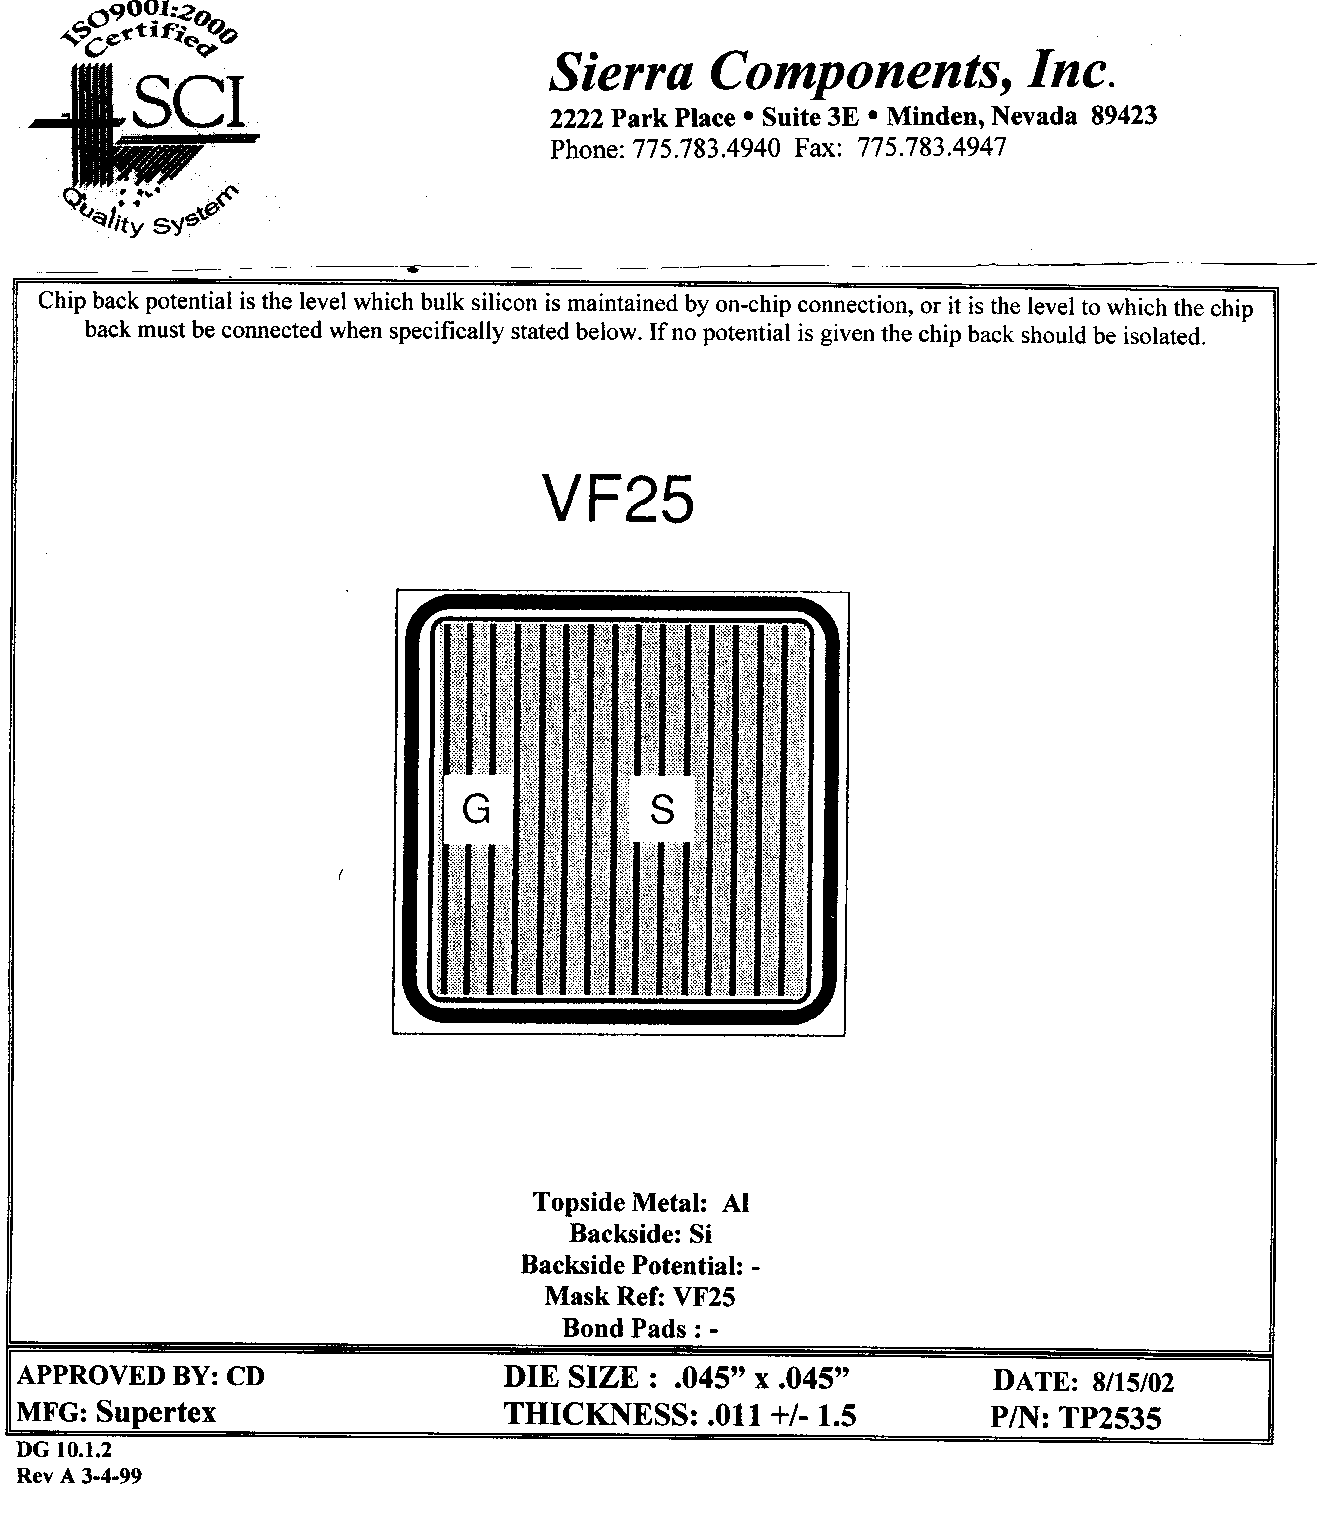 ISO9001:2000
Certified
SCI
Quality System
Sierra Components, Inc.
2222 Park Place • Suite 3E • Minden, Nevada 89423
Phone: 775.783.4940 Fax: 775.783.4947
Chip back potential is the level which bulk silicon is maintained by on-chip connection, or it is the level to which the chip
back must be connected when specifically stated below. If no potential is given the chip back should be isolated.
VF25
G
S
Topside Metal: Al
Backside: Si
Backside Potential: -
Mask Ref: VF25
Bond Pads : -
APPROVED BY: CD
DIE SIZE : .045” x .045”
DATE: 8/15/02
MFG: Supertex
THICKNESS: .011 +/- 1.5
P/N: TP2535
DG 10.1.2
Rev A 3-4-99